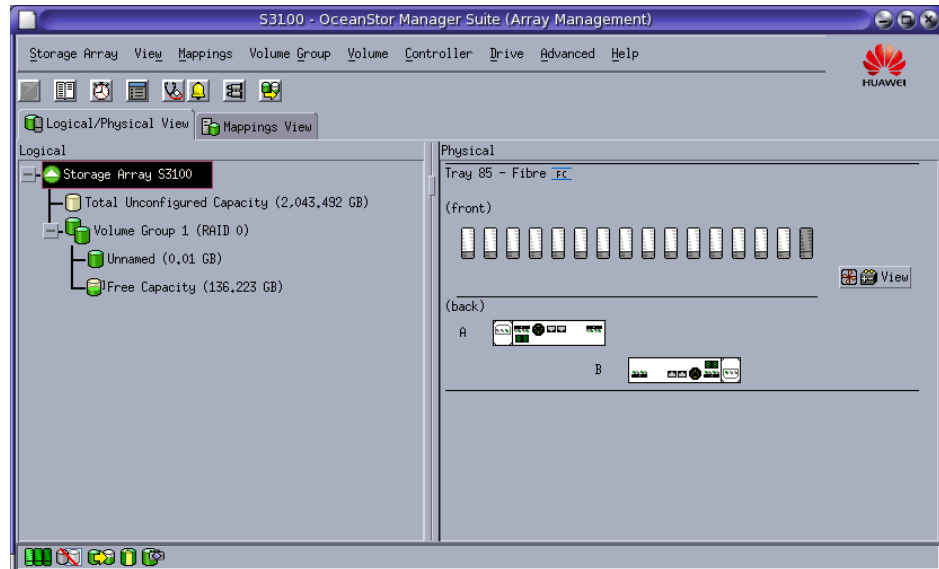 S3100 - OceanStor Manager Suite (Array Management)
Storage Array View Mappings Volume Group Volume Controller Drive Advanced Help
HUAWEI
Logical/Physical View Mappings View
Logical
Storage Array S3100
Total Unconfigured Capacity (2,043.492 GB)
Volume Group 1 (RAID 0)
Unnamed (0.01 GB)
Free Capacity (136.223 GB)
Physical
Tray 85 - Fibre FC
(front)
View
(back)
A
B